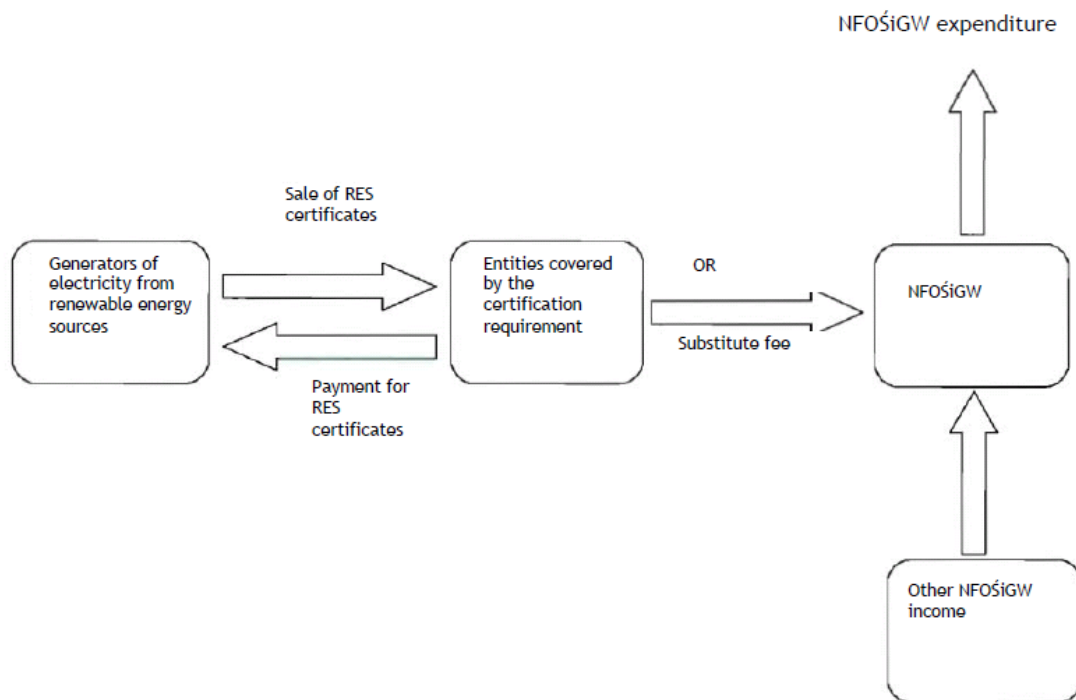 NFOŚiGW expenditure
Sale of RES
certificates
Generators of
electricity from
renewable energy
sources
Entities covered
by the
certification
requirement
OR
Substitute fee
NFOŚiGW
Payment for
RES
certificates
Other NFOŚiGW
income